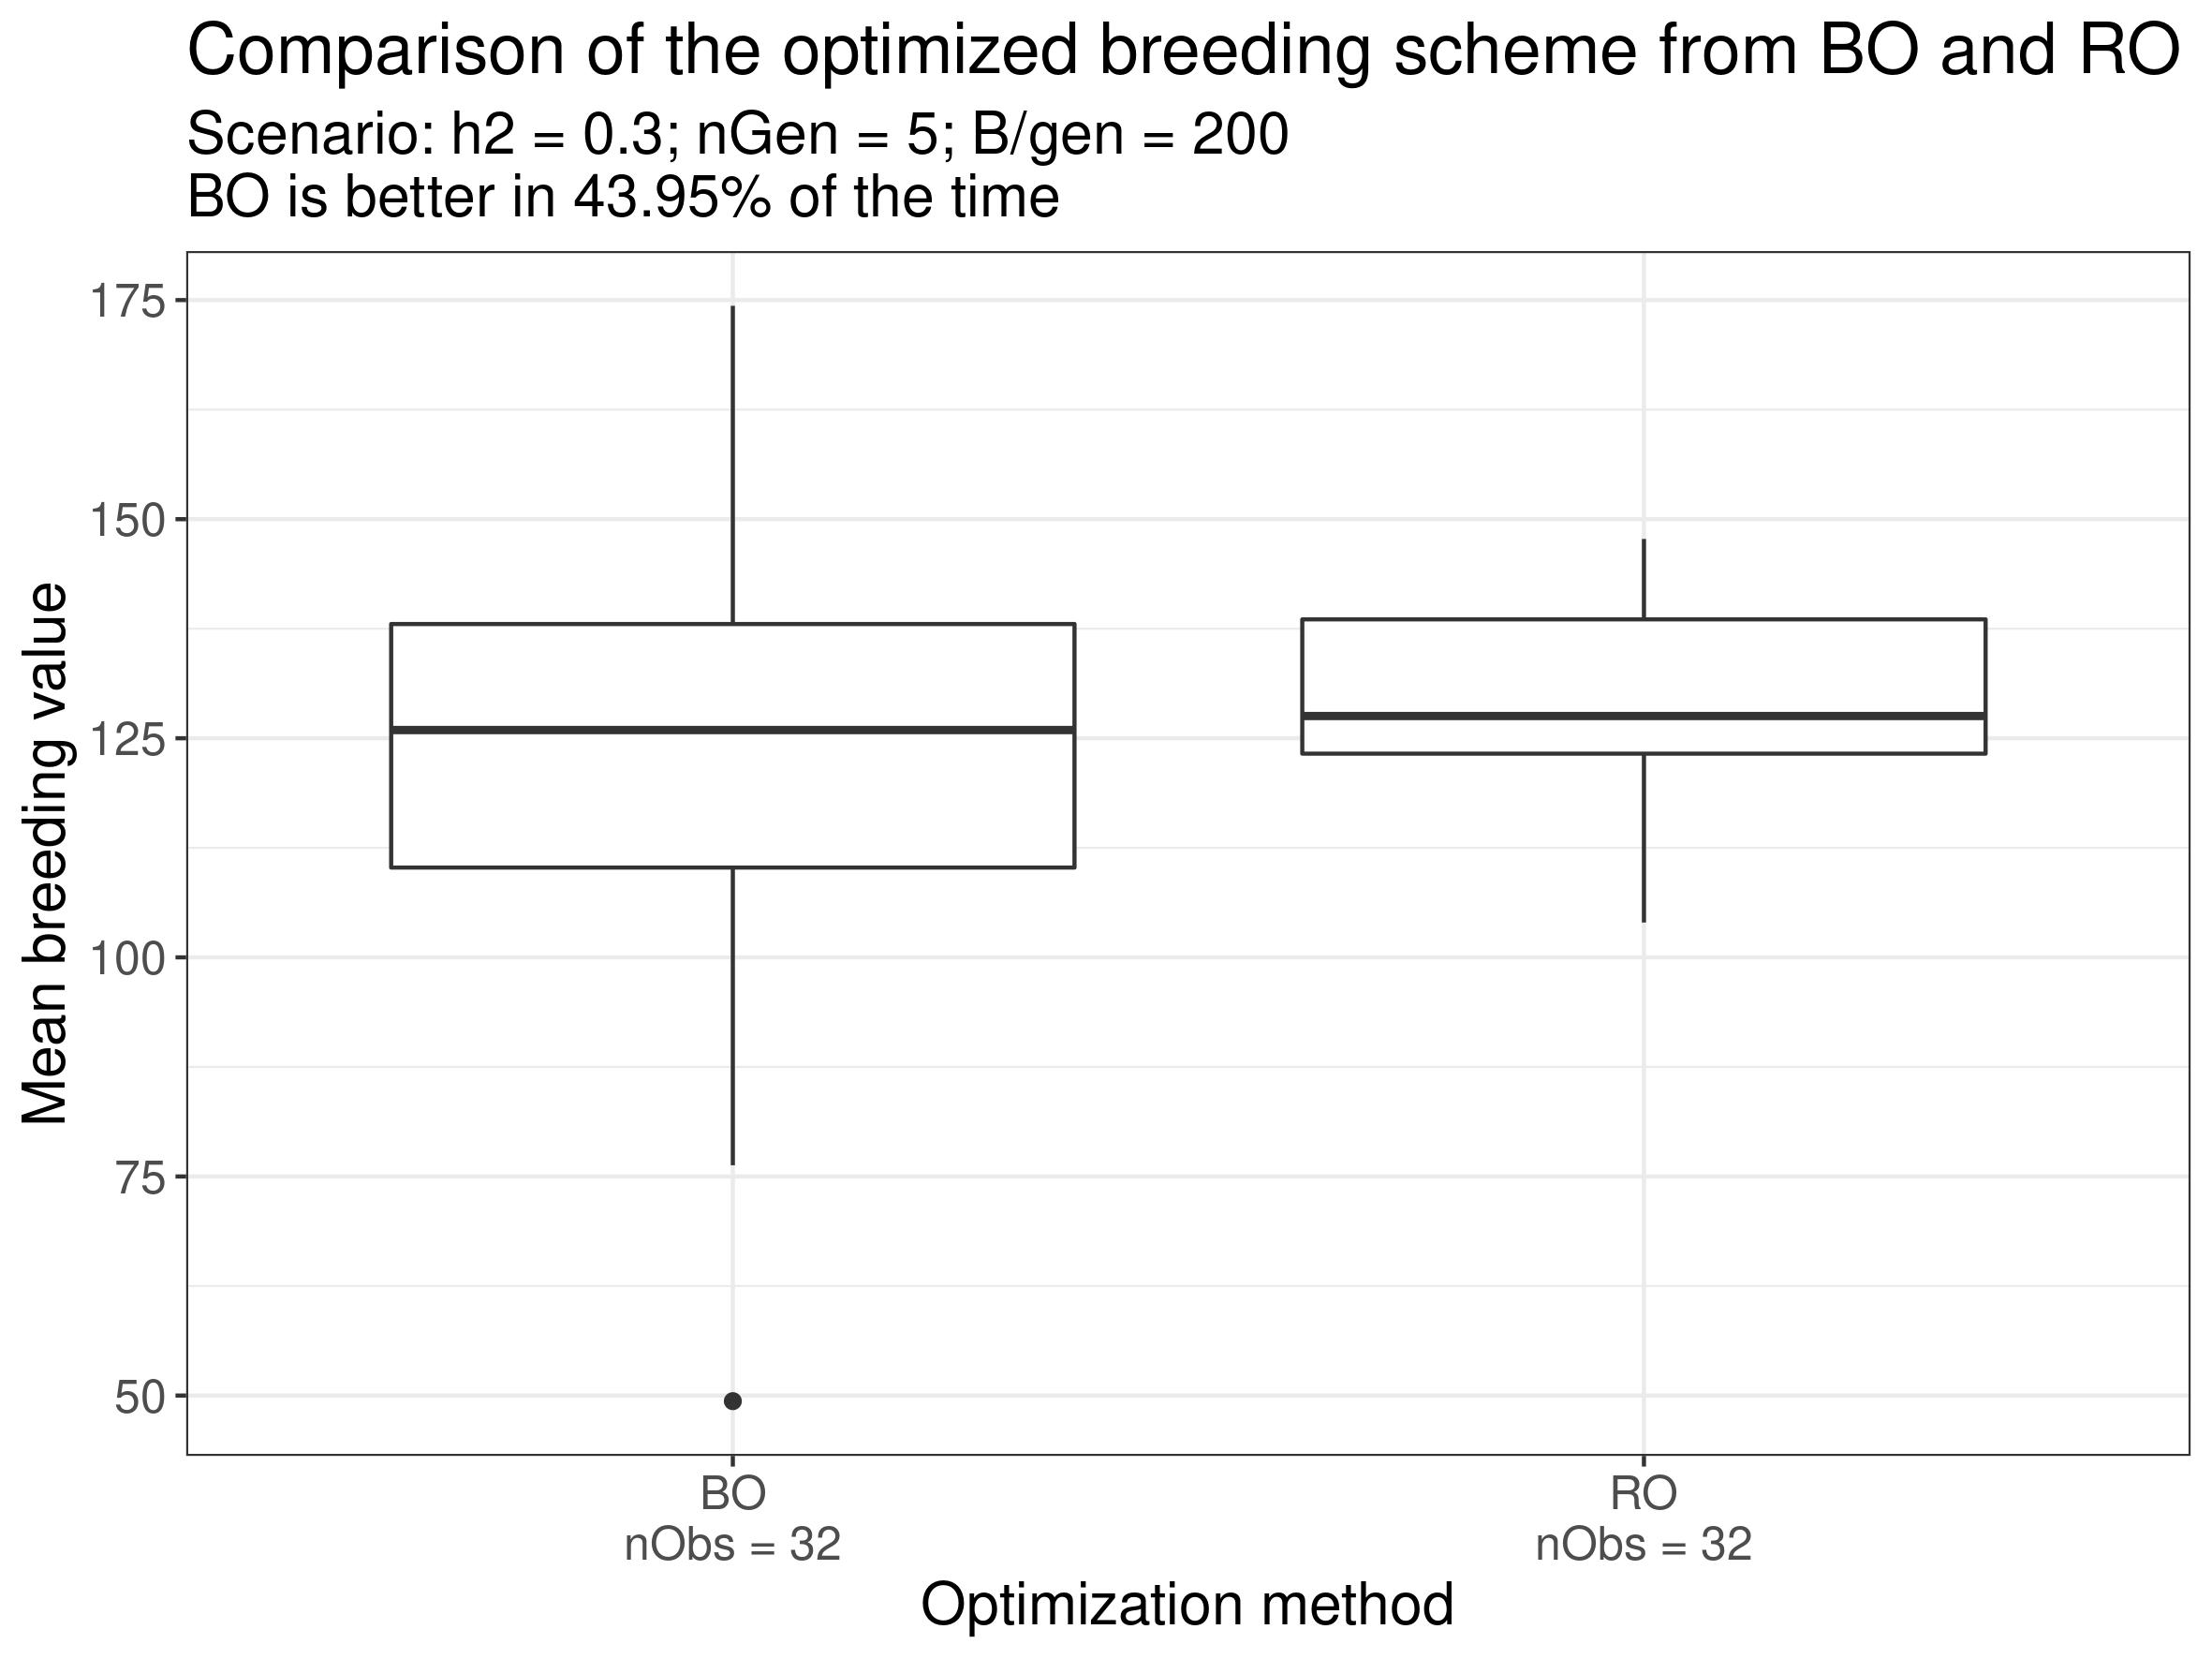 Comparison of the optimized breeding scheme from BO and RO
Scenario: h2 = 0.3; nGen = 5; B/gen = 200
BO is better in 43.95% of the time
Mean breeding value
175
150
125
100
75
50
BO
nObs = 32
RO
nObs = 32
Optimization method